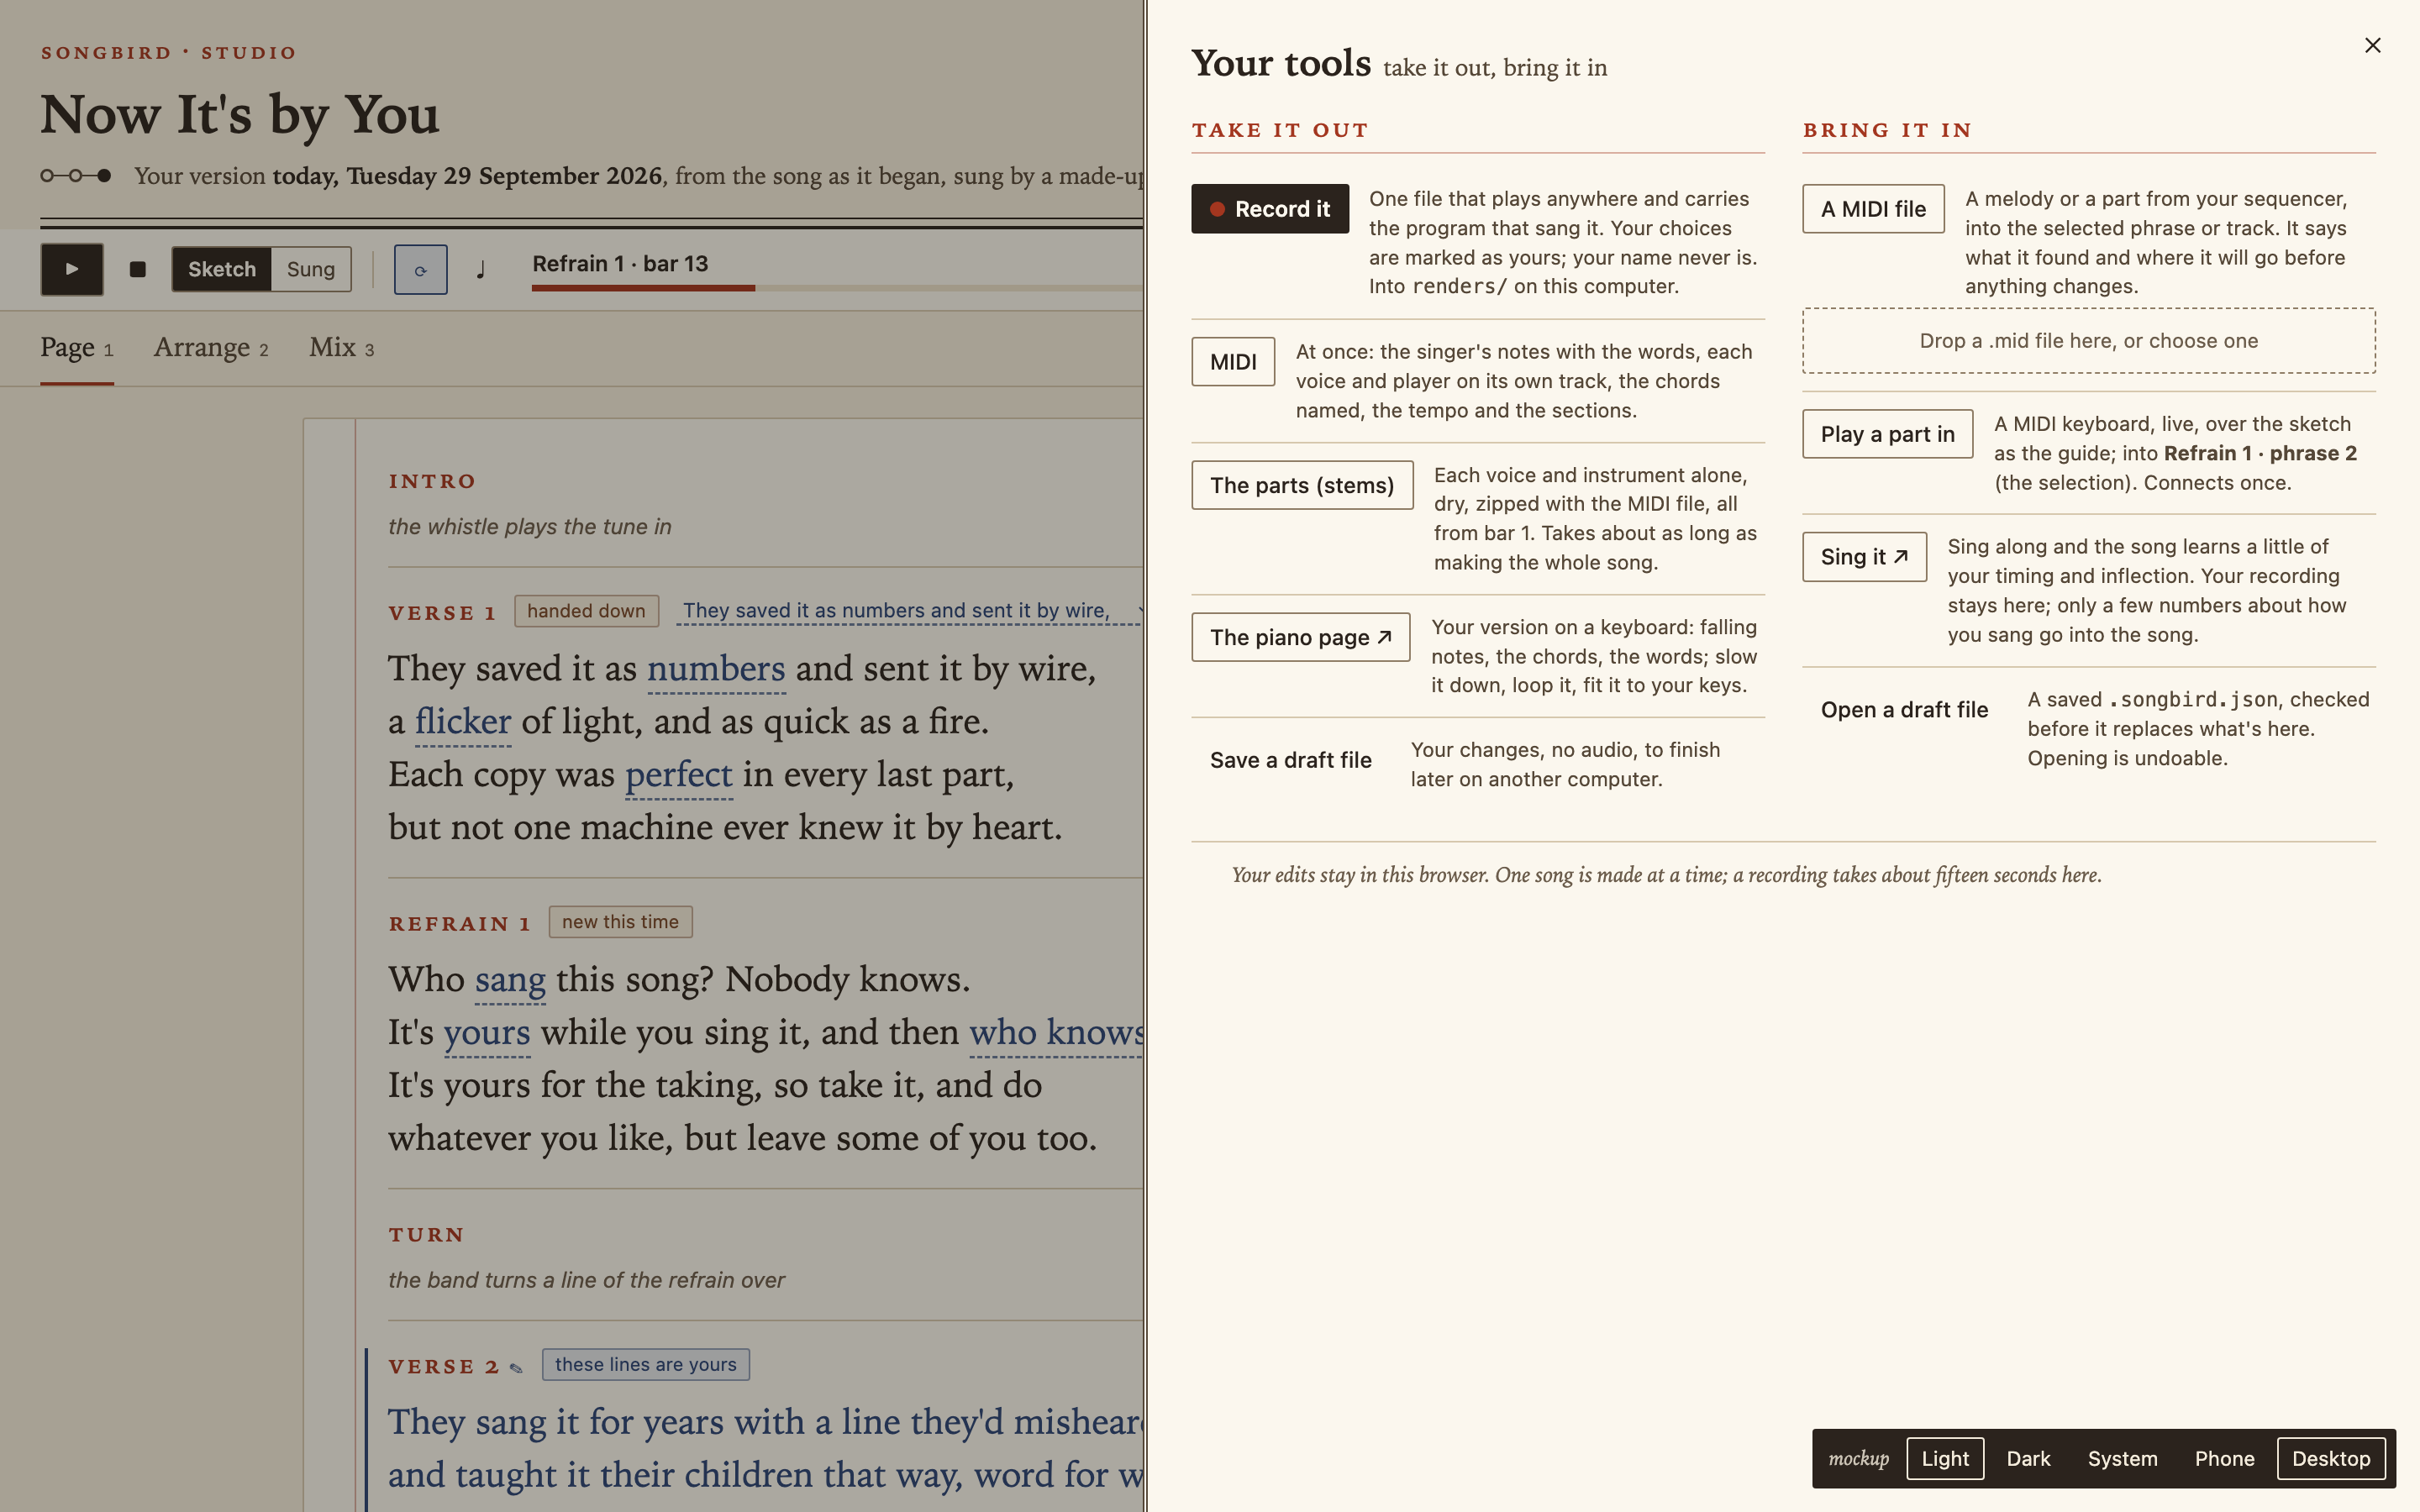 SONGBIRD · STUDIO
Now It's by You
Your version today, Tuesday 29 September 2026, from the song as it began, sung by a
Sketch
Sung
Refrain 1 · bar 13
Page 1
Arrange 2
Mix 3
INTRO
the whistle plays the tune in
VERSE 1
handed down
They saved it as numbers and sent it by wire,
They saved it as numbers and sent it by wire,
a flicker of light, and as quick as a fire.
Each copy was perfect in every last part,
but not one machine ever knew it by heart.
REFRAIN 1
new this time
Who sang this song? Nobody knows.
It's yours while you sing it, and then who knows
It's yours for the taking, so take it, and do
whatever you like, but leave some of you too.
TURN
the band turns a line of the refrain over
VERSE 2
these lines are yours
They sang it for years with a line they'd
and taught it their children that way, word for
Your tools take it out, bring it in
TAKE IT OUT
Record it
One file that plays anywhere and carries
the program that sang it. Your choices
are marked as yours; your name never is.
Into renders/ on this computer.
MIDI
At once: the singer's notes with the words, each
voice and player on its own track, the chords
named, the tempo and the sections.
The parts (stems)
Each voice and instrument alone,
dry, zipped with the MIDI file, all
from bar 1. Takes about as long as
making the whole song.
The piano page ↗
Your version on a keyboard: falling
notes, the chords, the words; slow
it down, loop it, fit it to your keys.
Save a draft file
Your changes, no audio, to finish
later on another computer.
BRING IT IN
A MIDI file
A melody or a part from your sequencer,
into the selected phrase or track. It says
what it found and where it will go before
anything changes.
Drop a .mid file here, or choose one
Play a part in
A MIDI keyboard, live, over the sketch
as the guide; into Refrain 1 · phrase 2
(the selection). Connects once.
Sing it ↗
Sing along and the song learns a little of
your timing and inflection. Your recording
stays here; only a few numbers about how
you sang go into the song.
Open a draft file
A saved .songbird.json, checked
before it replaces what's here.
Opening is undoable.
Your edits stay in this browser. One song is made at a time; a recording takes about fifteen seconds here.
mockup
Light
Dark
System
Phone
Desktop